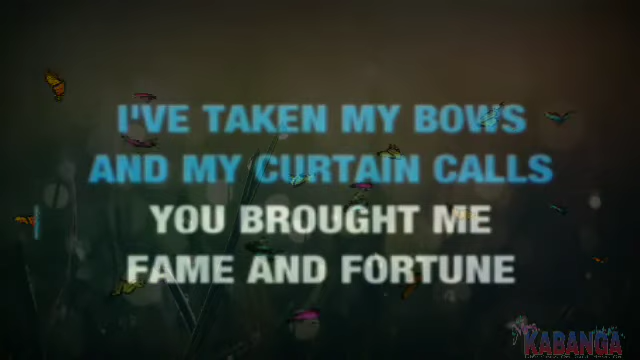 I'VE TAKEN MY BOWS
AND MY CURTAIN CALLS
YOU BROUGHT ME
FAME AND FORTUNE
KABANGA